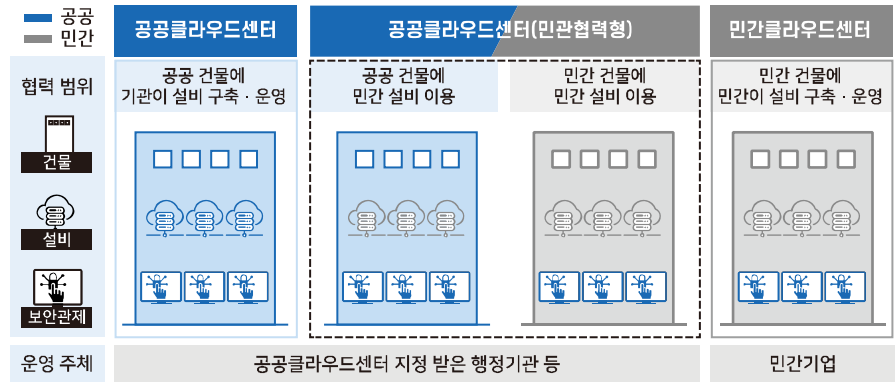 공공
민간
공공클라우드센터
공공클라우드센터(민관협력형)
민간클라우드센터
협력 범위
공공 건물에
기관이 설비 구축 · 운영
공공 건물에
민간 설비 이용
민간 건물에
민간 설비 이용
민간 건물에
민간이 설비 구축 · 운영
건물
설비
보안관제
운영 주체
공공클라우드센터 지정 받은 행정기관 등
민간기업